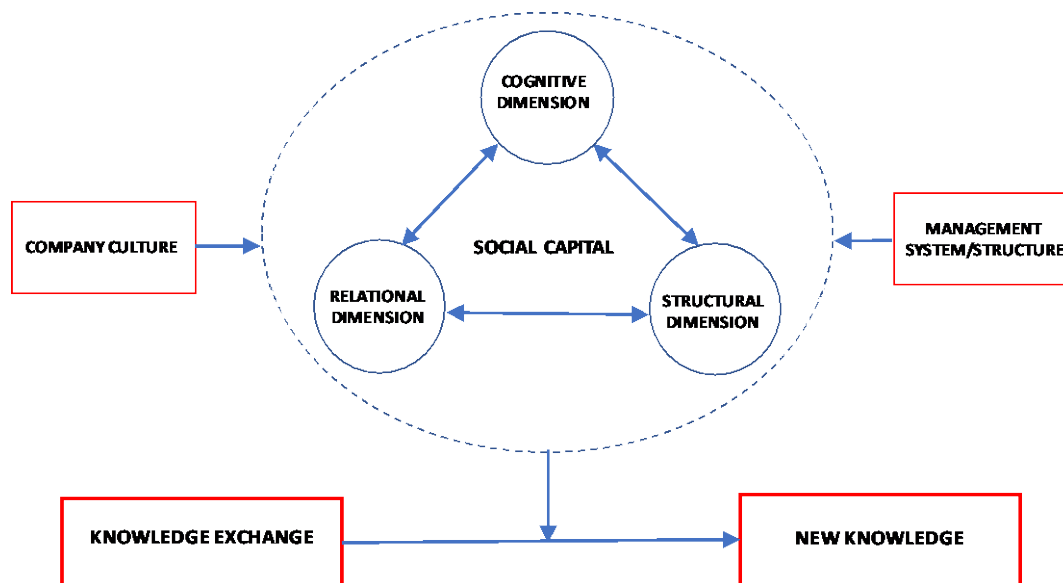 COGNITIVE
DIMENSION
COMPANY CULTURE
SOCIAL CAPITAL
MANAGEMENT
SYSTEM/STRUCTURE
RELATIONAL
DIMENSION
STRUCTURAL
DIMENSION
KNOWLEDGE EXCHANGE
NEW KNOWLEDGE